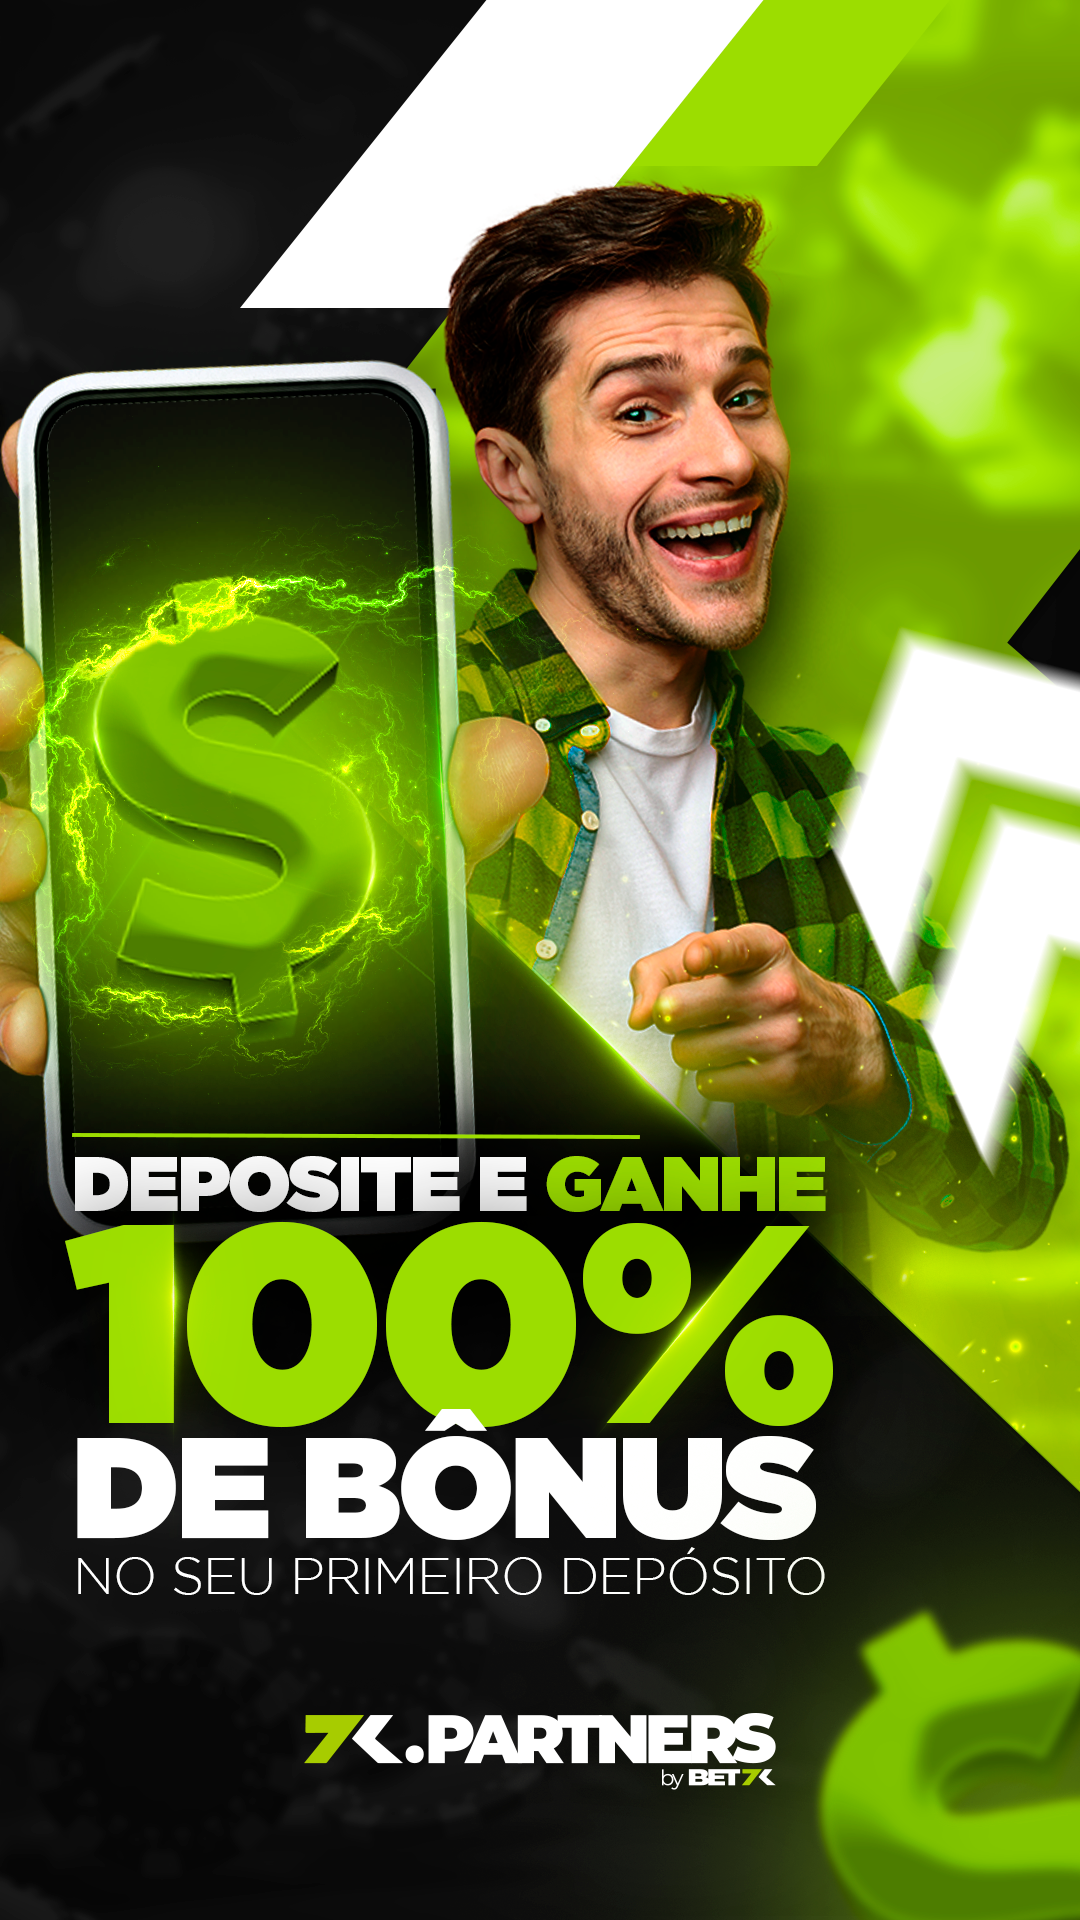 DEPOSITE E GANHE
100%
DE BÔNUS
NO SEU PRIMEIRO DEPÓSITO
7K.PARTNERS
by BET7K